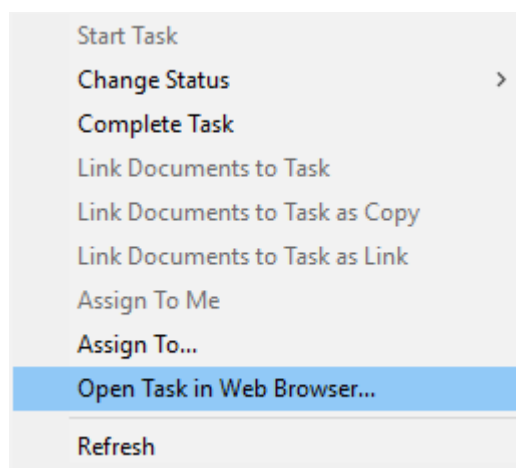 Start Task
Change Status
Complete Task
Link Documents to Task
Link Documents to Task as Copy
Link Documents to Task as Link
Assign To Me
Assign To...
Open Task in Web Browser...
Refresh